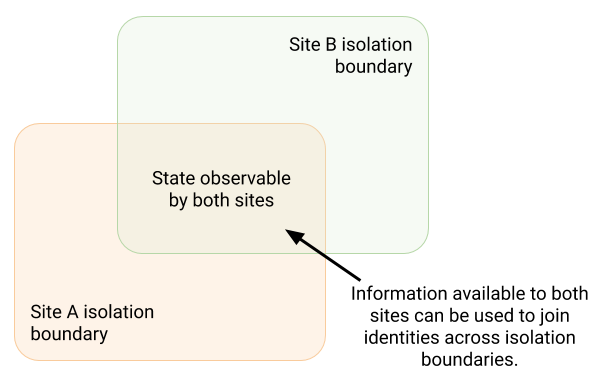 Site B isolation
boundary
State observable
by both sites
Site A isolation
boundary
Information available to both
sites can be used to join
identities across isolation
boundaries.